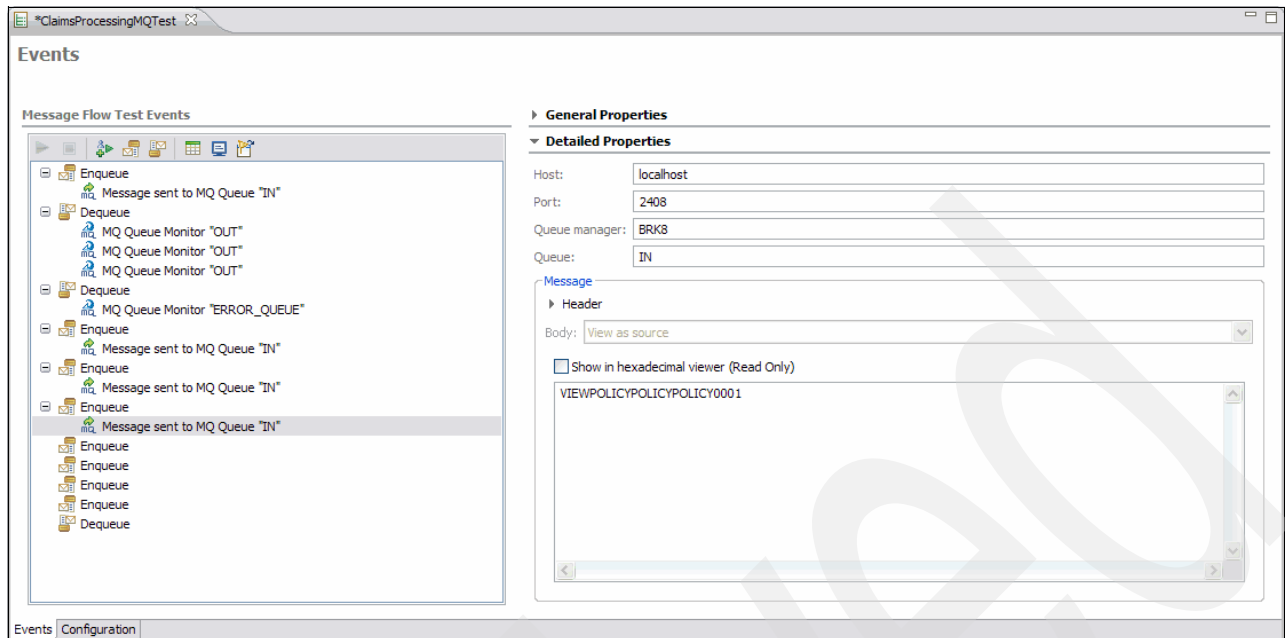 *ClaimsProcessingMQTest
Events
Message Flow Test Events
Enqueue
Message sent to MQ Queue "IN"
Dequeue
MQ Queue Monitor "OUT"
MQ Queue Monitor "OUT"
MQ Queue Monitor "OUT"
Dequeue
MQ Queue Monitor "ERROR_QUEUE"
Enqueue
Message sent to MQ Queue "IN"
Enqueue
Message sent to MQ Queue "IN"
Enqueue
Message sent to MQ Queue "IN"
Enqueue
Enqueue
Enqueue
Enqueue
Dequeue
General Properties
Detailed Properties
Host: localhost
Port: 2408
Queue manager: BRK8
Queue: IN
Message
Header
Body: View as source
Show in hexadecimal viewer (Read Only)
VIEWPOLICYPOLICYPOLICY0001
Events Configuration